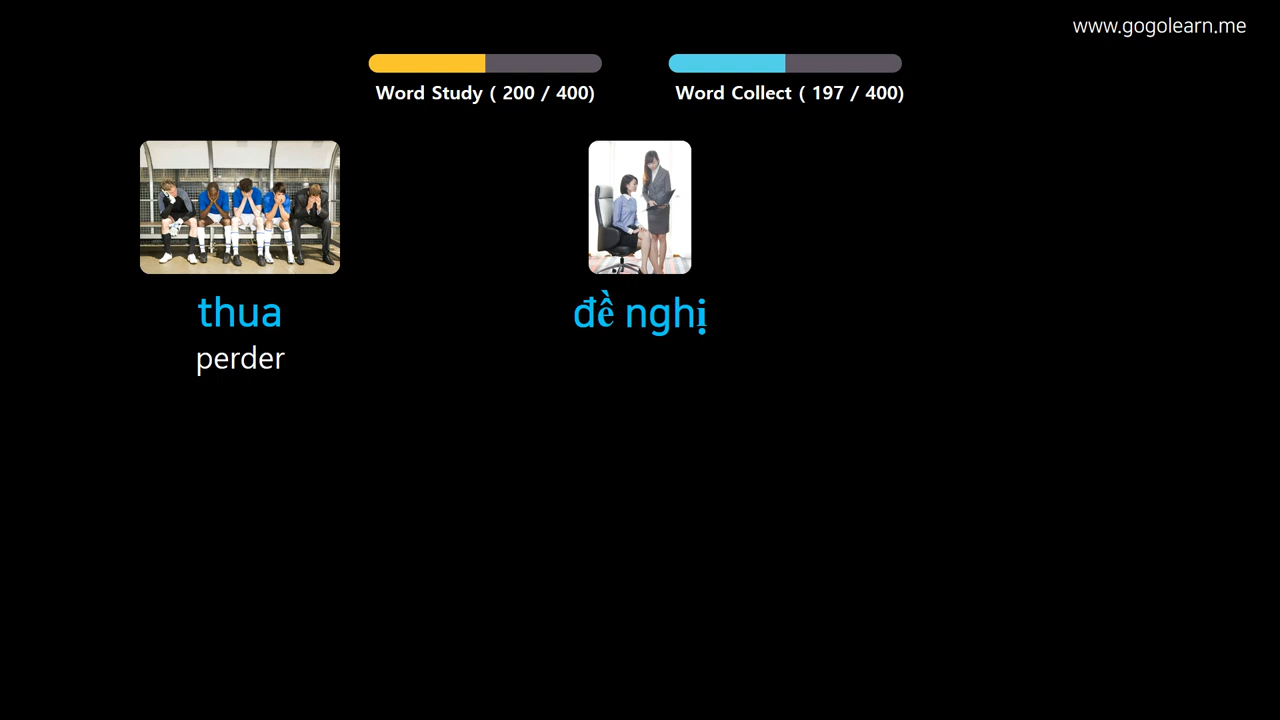 www.gogolearn.me
Word Study ( 200 / 400)
Word Collect ( 197 / 400)
thua
perder
đề nghị